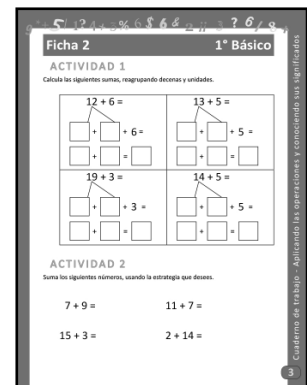 Ficha 2 1° Básico
ACTIVIDAD 1
Calcula las siguientes sumas, reagrupando decenas y unidades.
12 + 6 = 13 + 5 =
+ + 6 = + + 5 =
+ = + =
19 + 3 = 14 + 5 =
+ + 3 = + + 5 =
+ = + =
ACTIVIDAD 2
Suma los siguientes números, usando la estrategia que desees.
7 + 9 = 11 + 7 =
15 + 3 = 2 + 14 =
Cuaderno de trabajo - Aplicando las operaciones y conociendo sus significados
3